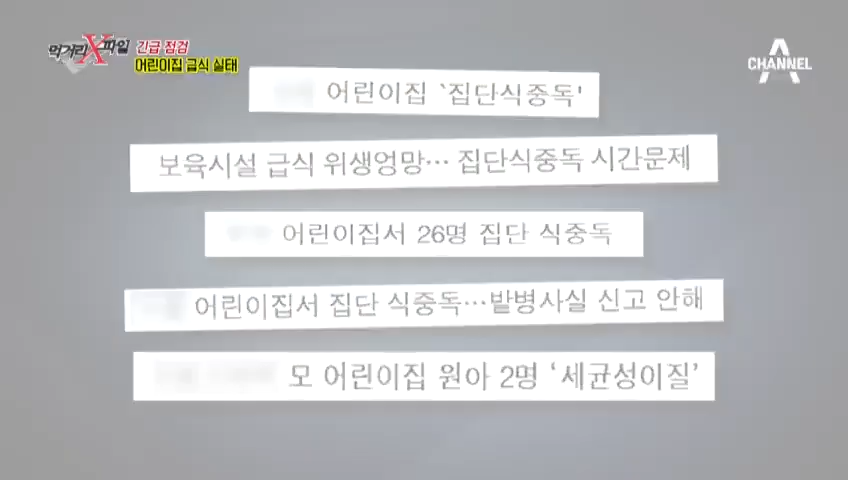 먹거리X파일
긴급 점검
어린이집 급식 실태
CHANNEL A
어린이집 `집단식중독'
보육시설 급식 위생엉망… 집단식중독 시간문제
어린이집서 26명 집단 식중독
어린이집서 집단 식중독…발병사실 신고 안해
모 어린이집 원아 2명 ‘세균성이질’